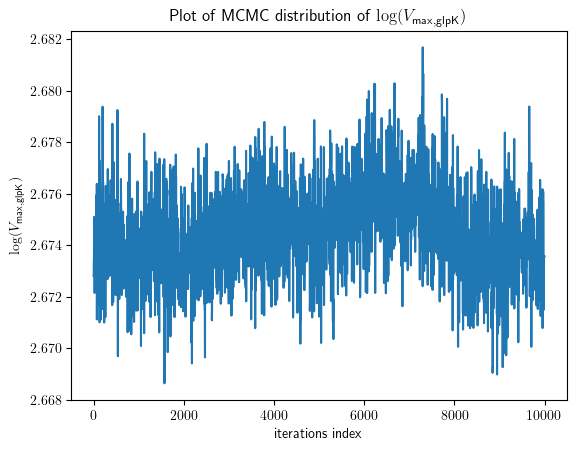 Plot of MCMC distribution of log(V_max,glpK)
log(V_max,glpK)
2.682
2.680
2.678
2.676
2.674
2.672
2.670
2.668
0 2000 4000 6000 8000 10000
iterations index